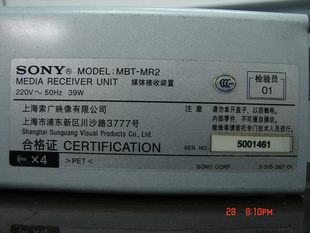 SONY® MODEL: MBT-MR2
MEDIA RECEIVER UNIT 媒体接收装置
220V～ 50Hz 39W
CCC
检验员
01
上海索广映像有限公司
上海市浦东新区川沙路3777号
Shanghai Suoguang Visual Products Co., Ltd.
合格证 CERTIFICATION
×4
>PET<
请勿打开盖子,以防触电。
SER. NO. 5001461
SONY CORP.
28 8:10PM